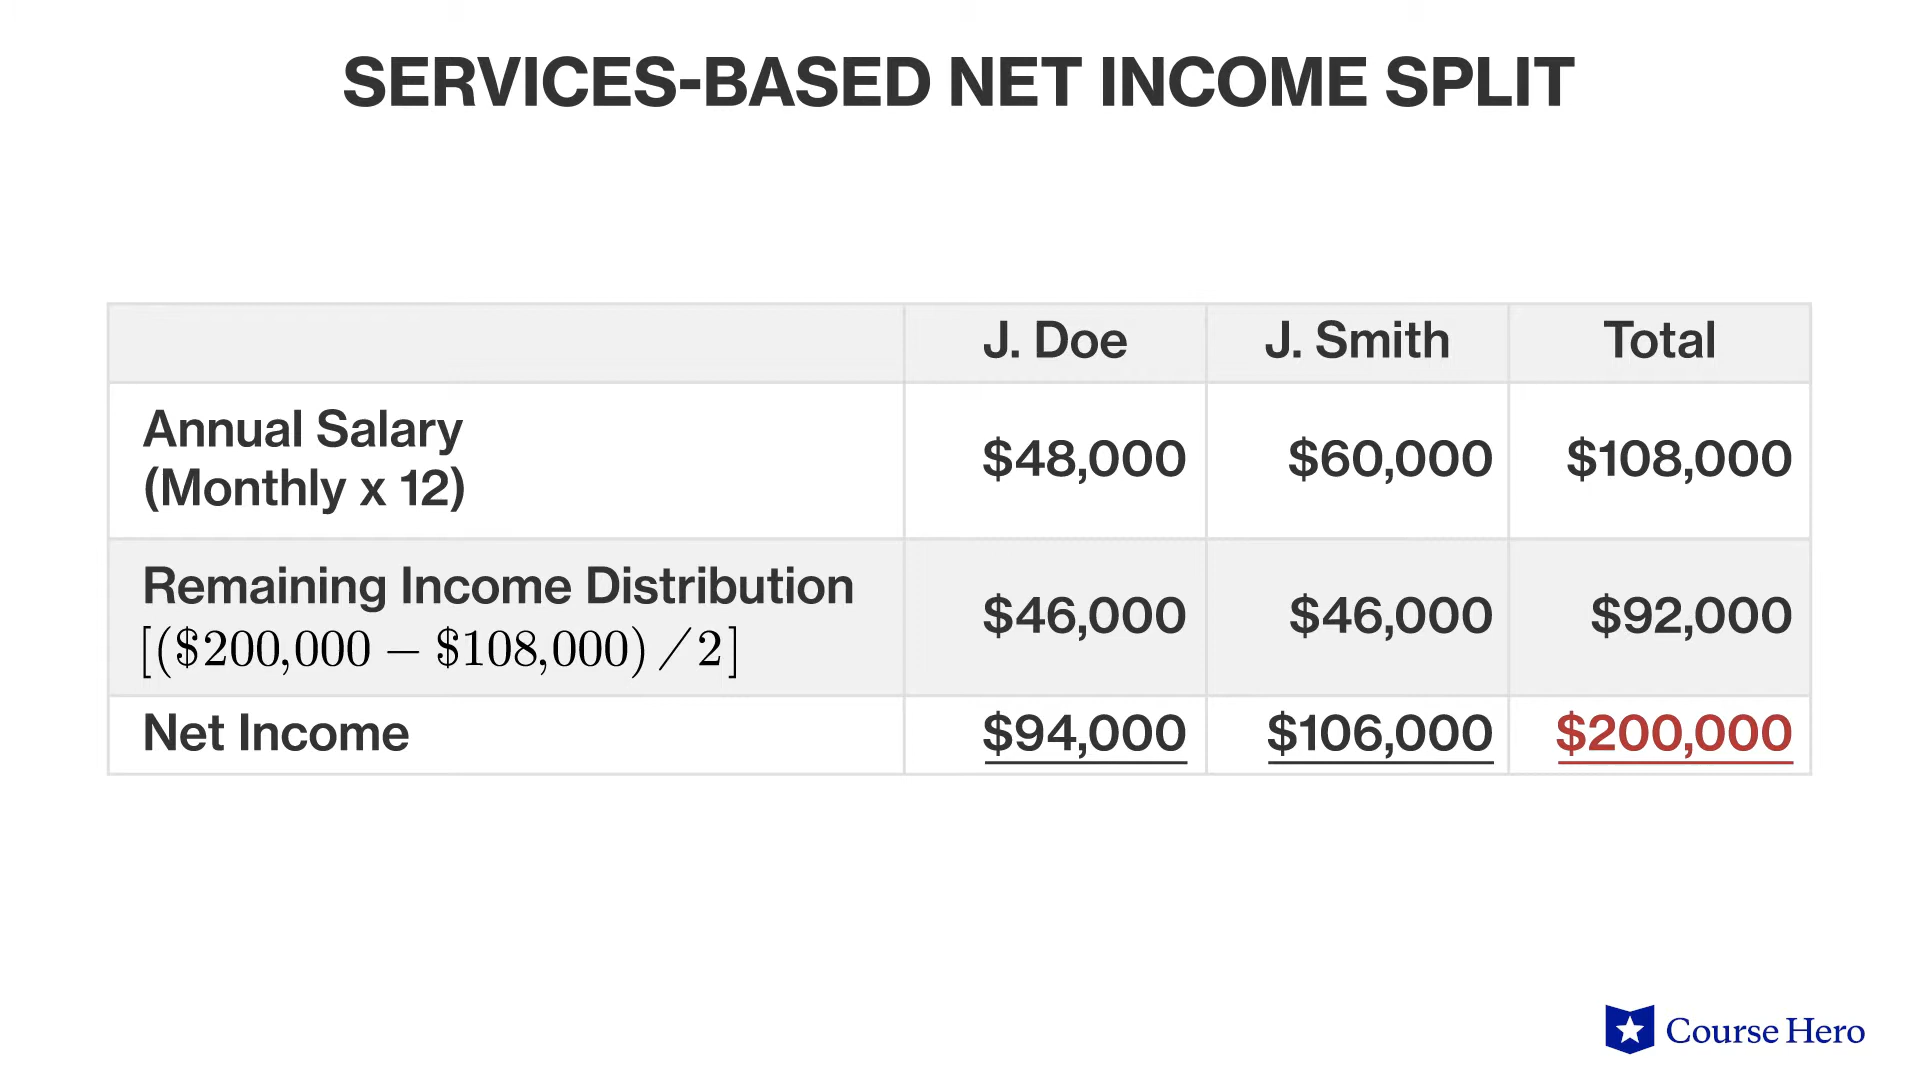 SERVICES-BASED NET INCOME SPLIT
J. Doe J. Smith Total
Annual Salary
(Monthly x 12)
$48,000 $60,000 $108,000
Remaining Income Distribution
[($200,000 – $108,000) / 2]
$46,000 $46,000 $92,000
Net Income $94,000 $106,000 $200,000
Course Hero